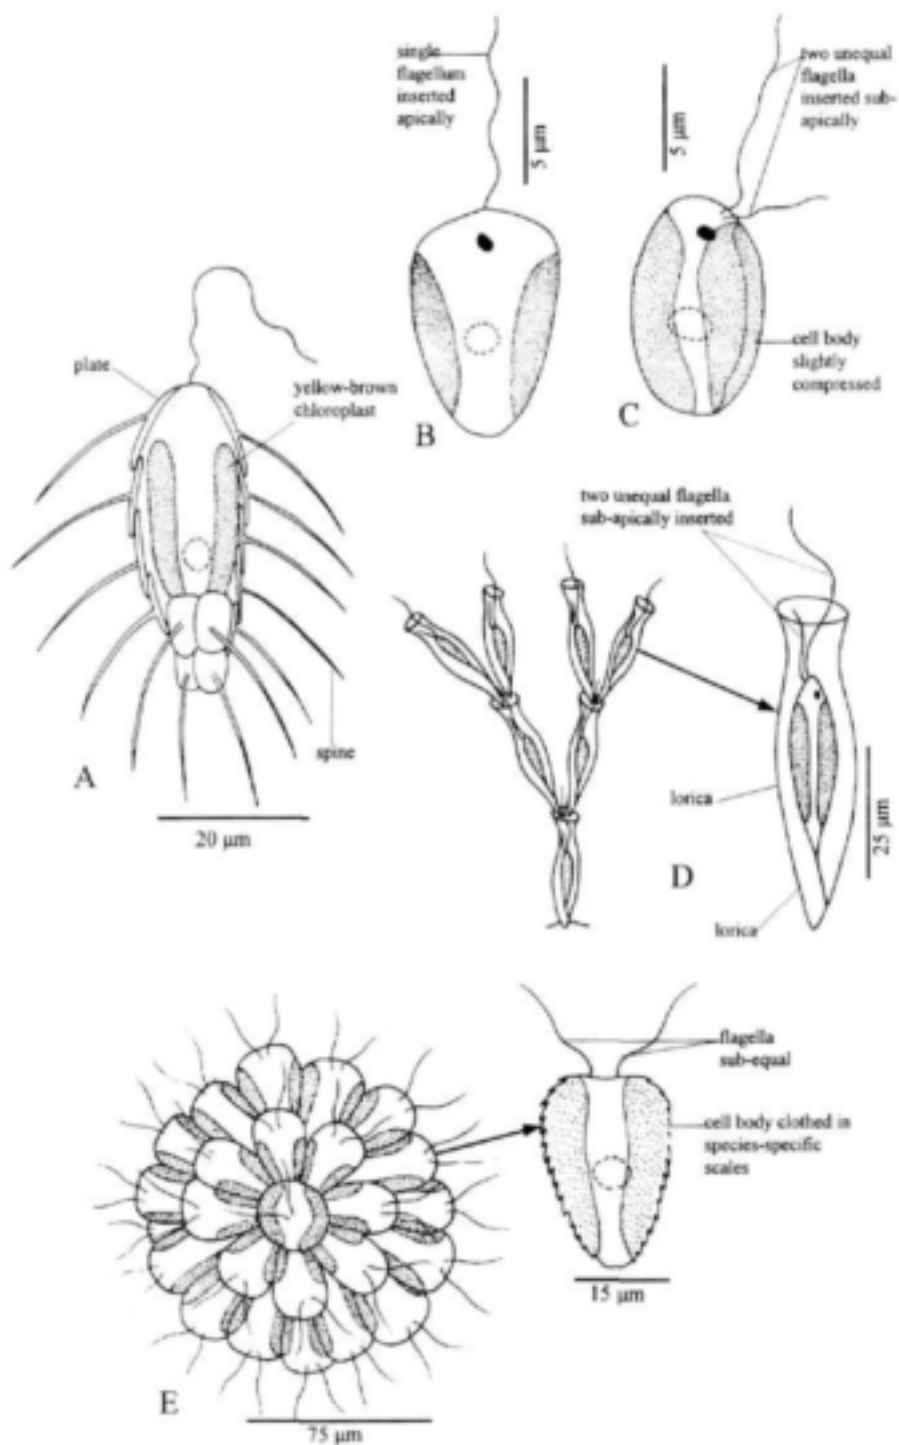 single
flagellum
inserted
apically
5 µm
B
5 µm
two unequal
flagella
inserted sub-
apically
cell body
slightly
compressed
C
plate
yellow-brown
chloroplast
spine
A
20 µm
two unequal flagella
sub-apically inserted
lorica
lorica
25 µm
D
flagella
sub-equal
cell body clothed in
species-specific
scales
15 µm
E
75 µm